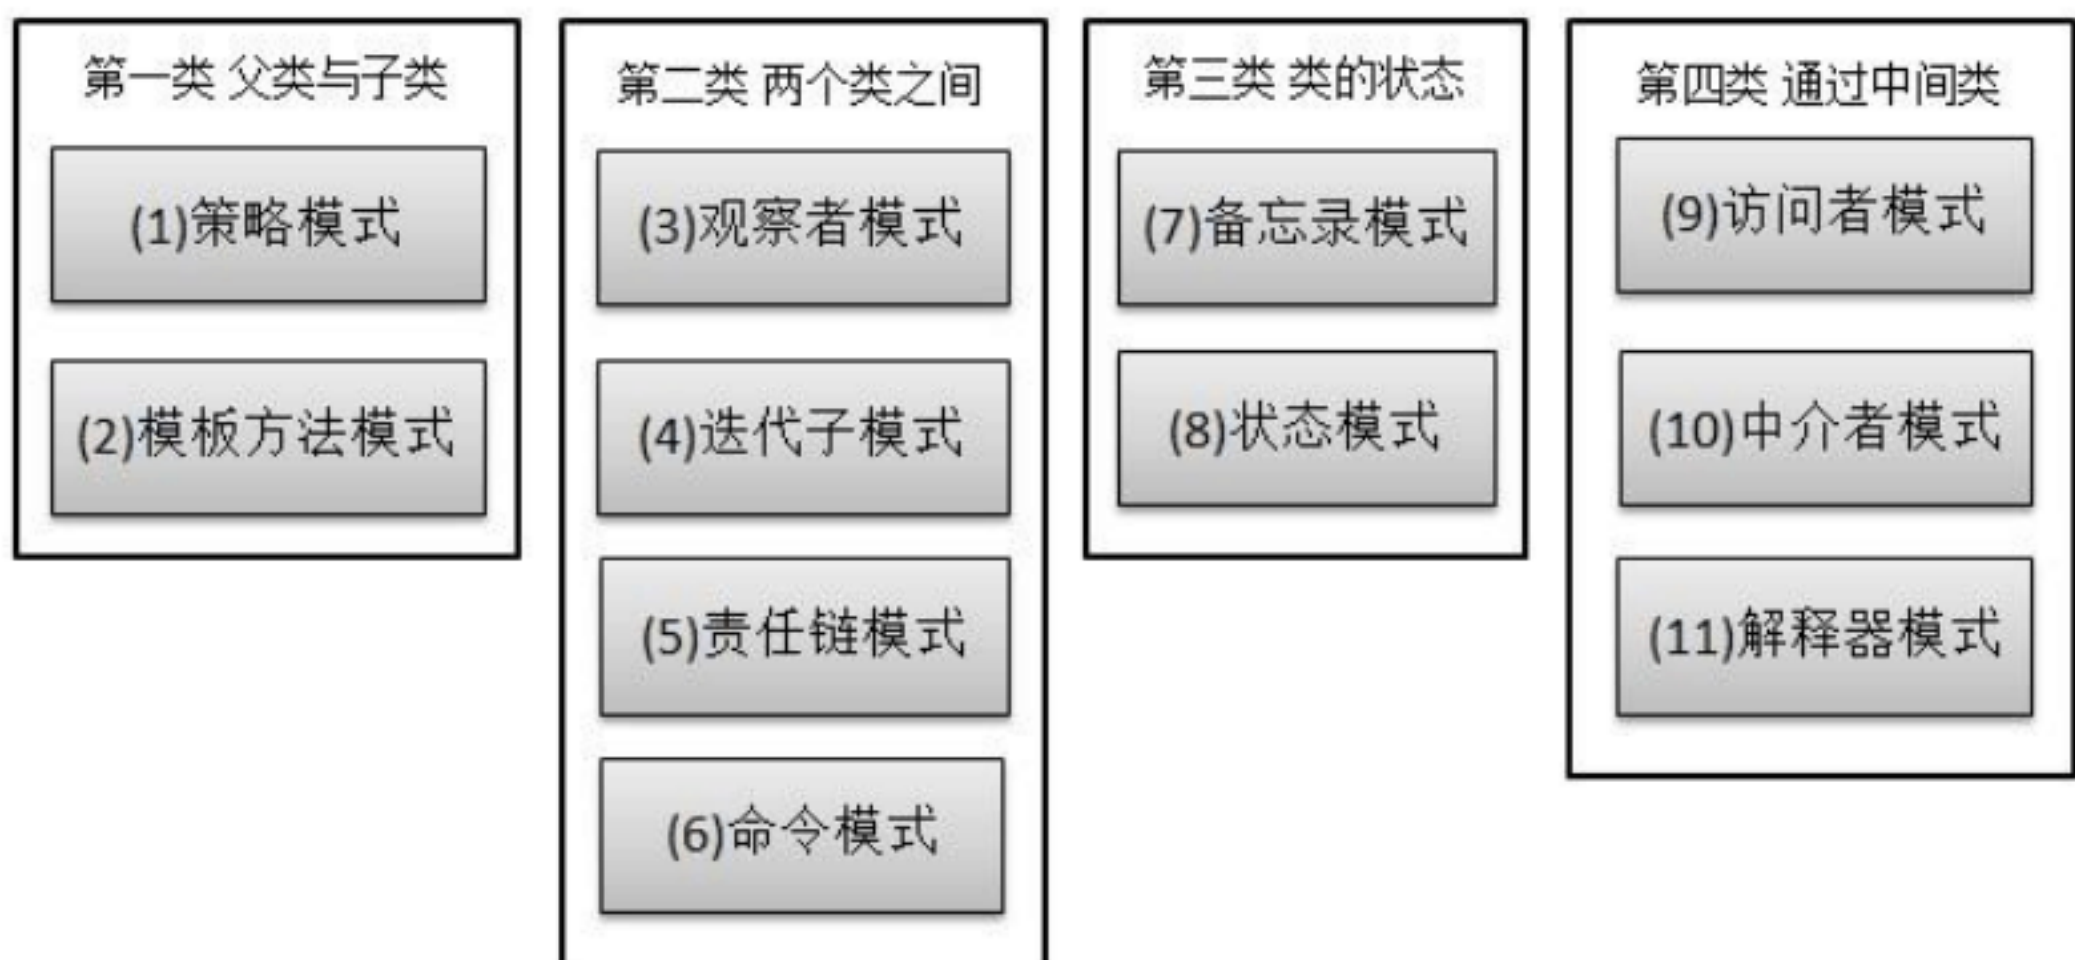 第一类 父类与子类
(1)策略模式
(2)模板方法模式
第二类 两个类之间
(3)观察者模式
(4)迭代子模式
(5)责任链模式
(6)命令模式
第三类 类的状态
(7)备忘录模式
(8)状态模式
第四类 通过中间类
(9)访问者模式
(10)中介者模式
(11)解释器模式